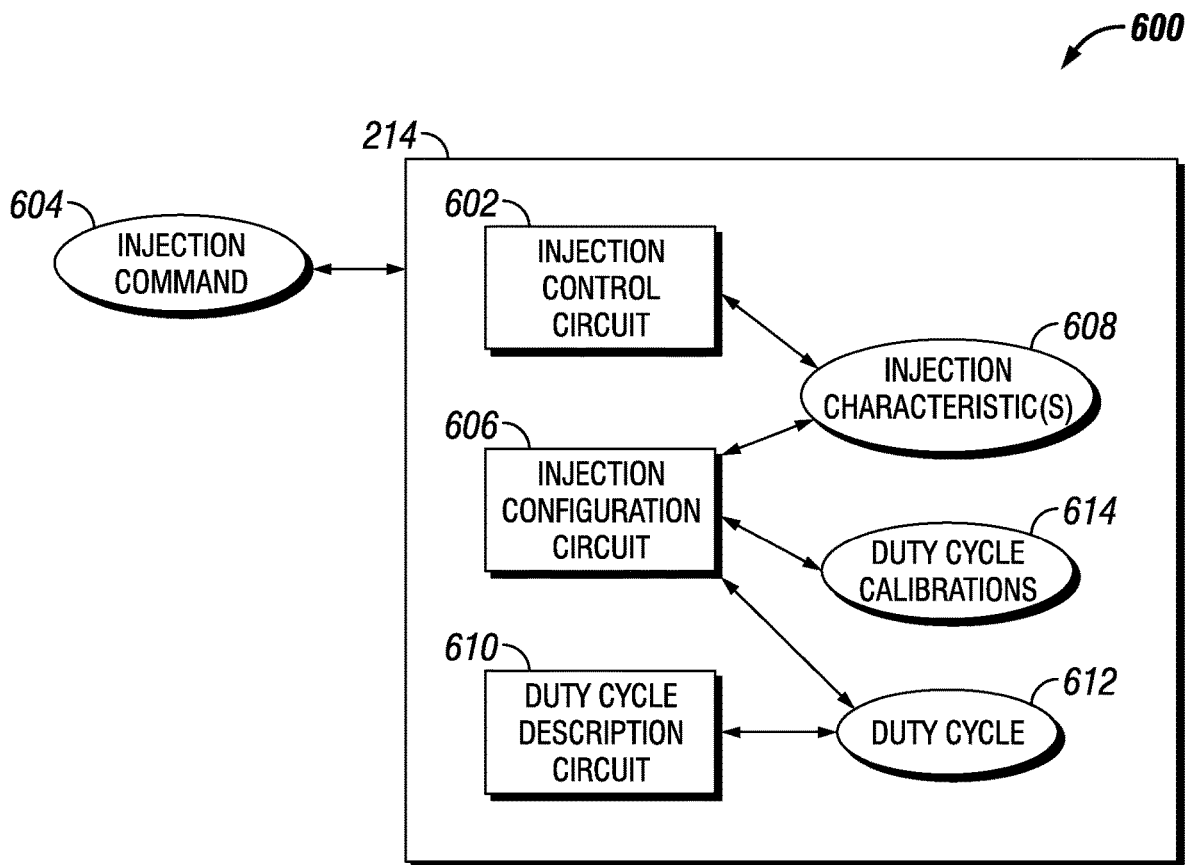 600
214
604
INJECTION
COMMAND
602
INJECTION
CONTROL
CIRCUIT
608
INJECTION
CHARACTERISTIC(S)
606
INJECTION
CONFIGURATION
CIRCUIT
614
DUTY CYCLE
CALIBRATIONS
610
DUTY CYCLE
DESCRIPTION
CIRCUIT
612
DUTY CYCLE